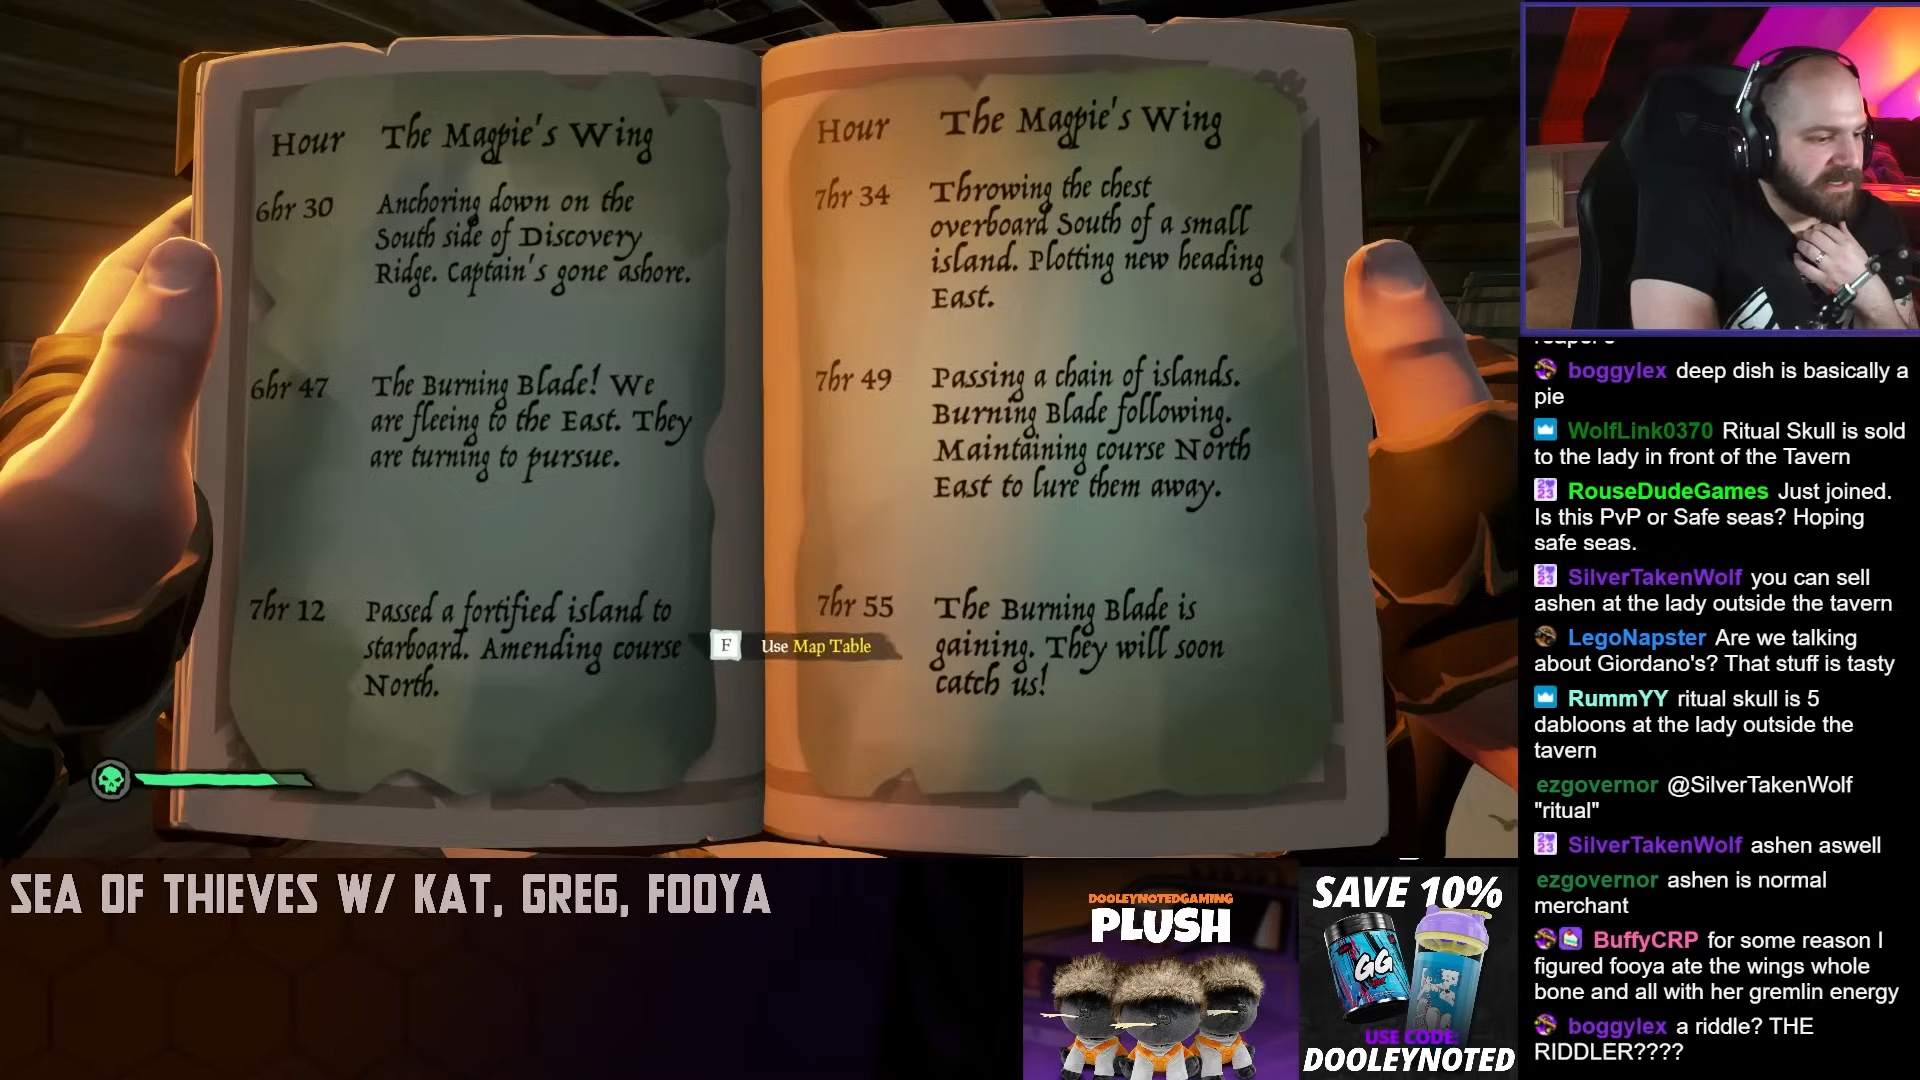 Hour The Magpie's Wing
6hr 30 Anchoring down on the
South side of Discovery
Ridge. Captain's gone ashore.
6hr 47 The Burning Blade! We
are fleeing to the East. They
are turning to pursue.
7hr 12 Passed a fortified island to
starboard. Amending course
North.
Hour The Magpie's Wing
7hr 34 Throwing the chest
overboard South of a small
island. Plotting new heading
East.
7hr 49 Passing a chain of islands.
Burning Blade following.
Maintaining course North
East to lure them away.
7hr 55 The Burning Blade is
gaining. They will soon
catch us!
F Use Map Table
boggylex deep dish is basically a
pie
WolfLink0370 Ritual Skull is sold
to the lady in front of the Tavern
RouseDudeGames Just joined.
Is this PvP or Safe seas? Hoping
safe seas.
SilverTakenWolf you can sell
ashen at the lady outside the tavern
LegoNapster Are we talking
about Giordano's? That stuff is tasty
RummYY ritual skull is 5
dabloons at the lady outside the
tavern
ezgovernor @SilverTakenWolf
"ritual"
SilverTakenWolf ashen aswell
ezgovernor ashen is normal
merchant
BuffyCRP for some reason I
figured fooya ate the wings whole
bone and all with her gremlin energy
boggylex a riddle? THE
RIDDLER????
SEA OF THIEVES W/ KAT, GREG, FOOYA
DOOLEYNOTEDGAMING
PLUSH
SAVE 10%
GG
USE CODE:
DOOLEYNOTED